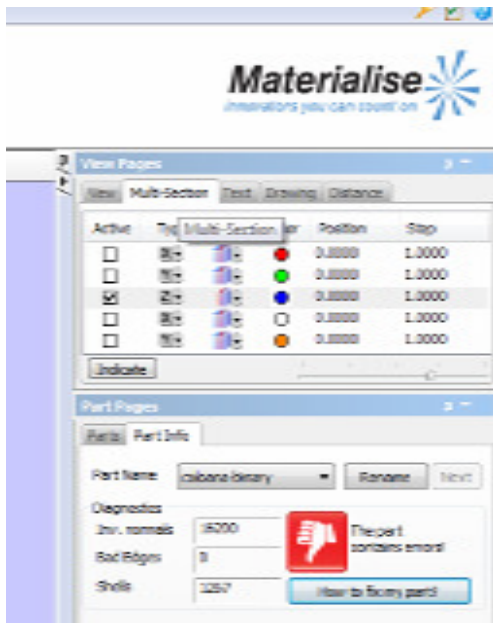 Materialise
innovators you can count on
View Pages
View Multi-Section Text Drawing Distance
Active Multi-Section Position Step
0.0000 1.0000
0.0000 1.0000
Z 0.0000 1.0000
0.0000 1.0000
0.0000 1.0000
Indicate
Part Pages
Parts Part Info
Part Name Rename Next
Diagnostics
Inv. normals 16200 The part
contains errors!
Bad Edges
Shells
How to fix my part?